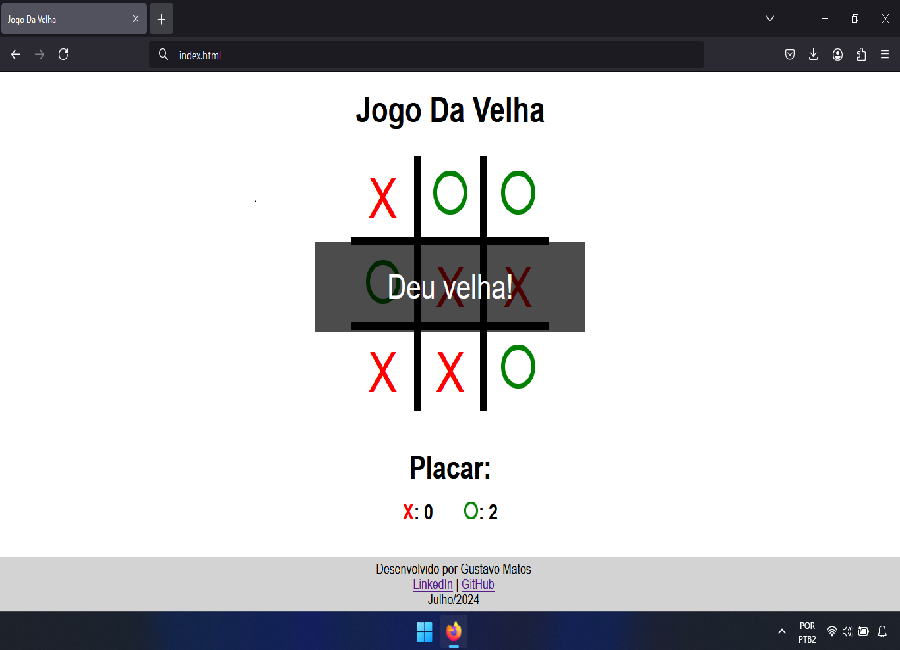 Jogo Da Velha
index.html
Jogo Da Velha
X O O
O X X
Deu velha!
X X O
Placar:
X: 0 O: 2
Desenvolvido por Gustavo Matos
LinkedIn | GitHub
Julho/2024
POR
PTB2